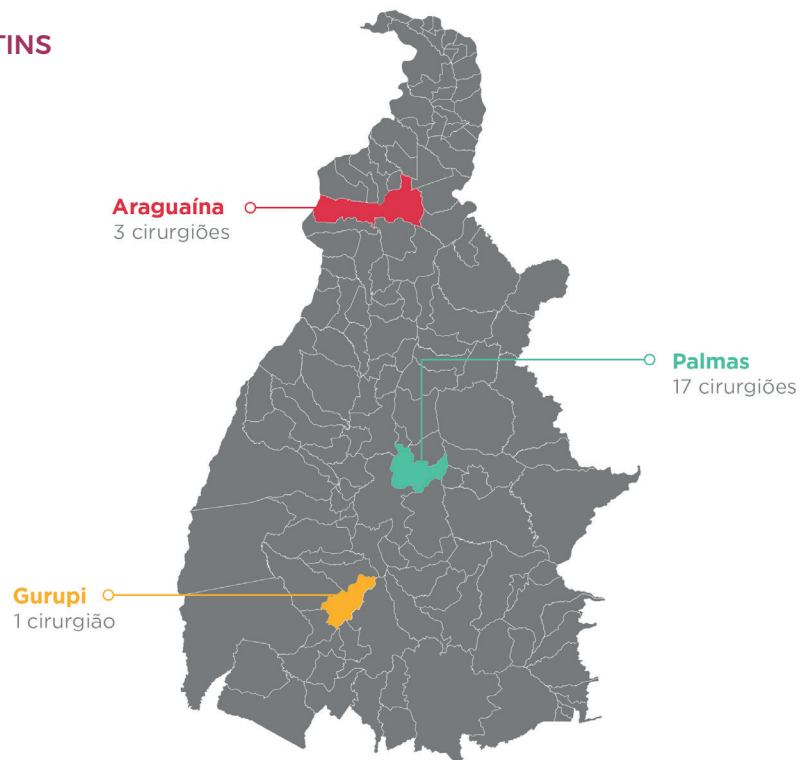 TINS
Araguaína
3 cirurgiões
Palmas
17 cirurgiões
Gurupi
1 cirurgião